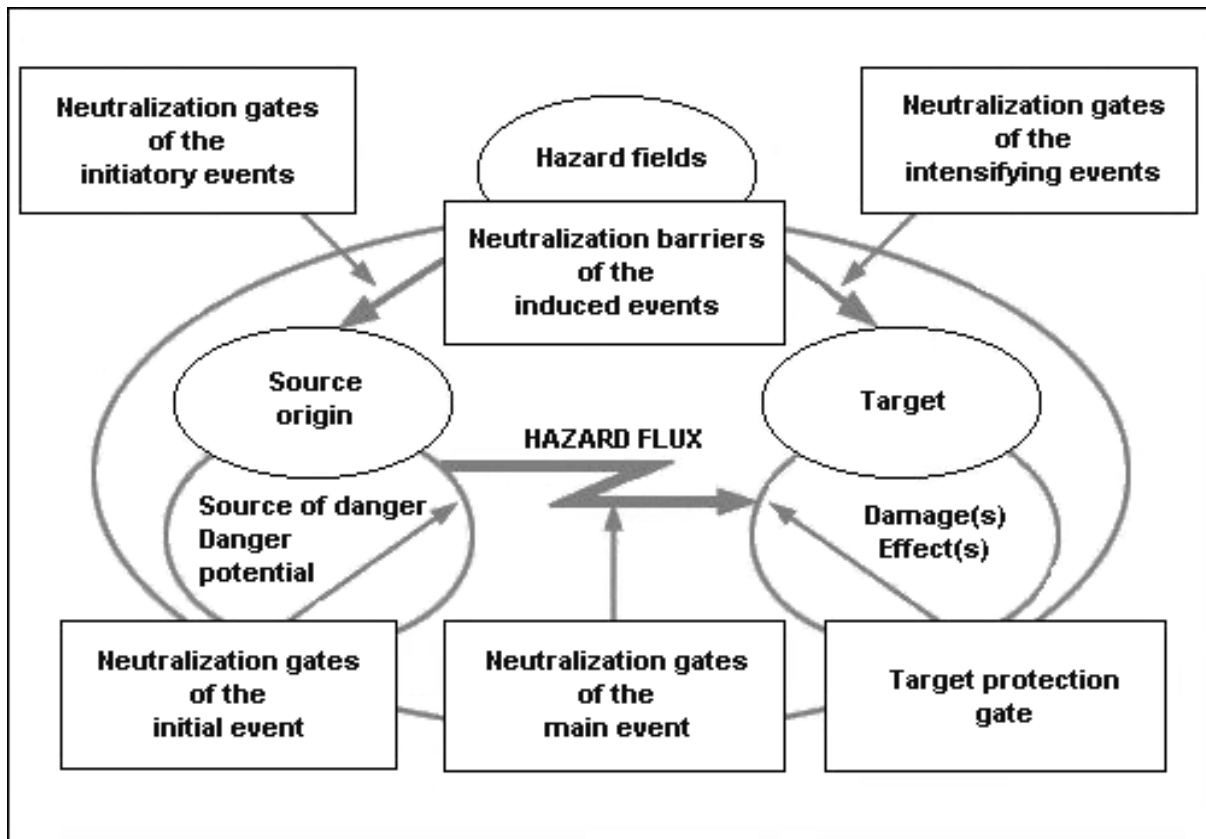 Neutralization gates
of the
initiatory events
Hazard fields
Neutralization gates
of the
intensifying events
Neutralization barriers
of the
induced events
Source
origin
Target
HAZARD FLUX
Source of danger
Danger
potential
Damage(s)
Effect(s)
Neutralization gates
of the
initial event
Neutralization gates
of the
main event
Target protection
gate